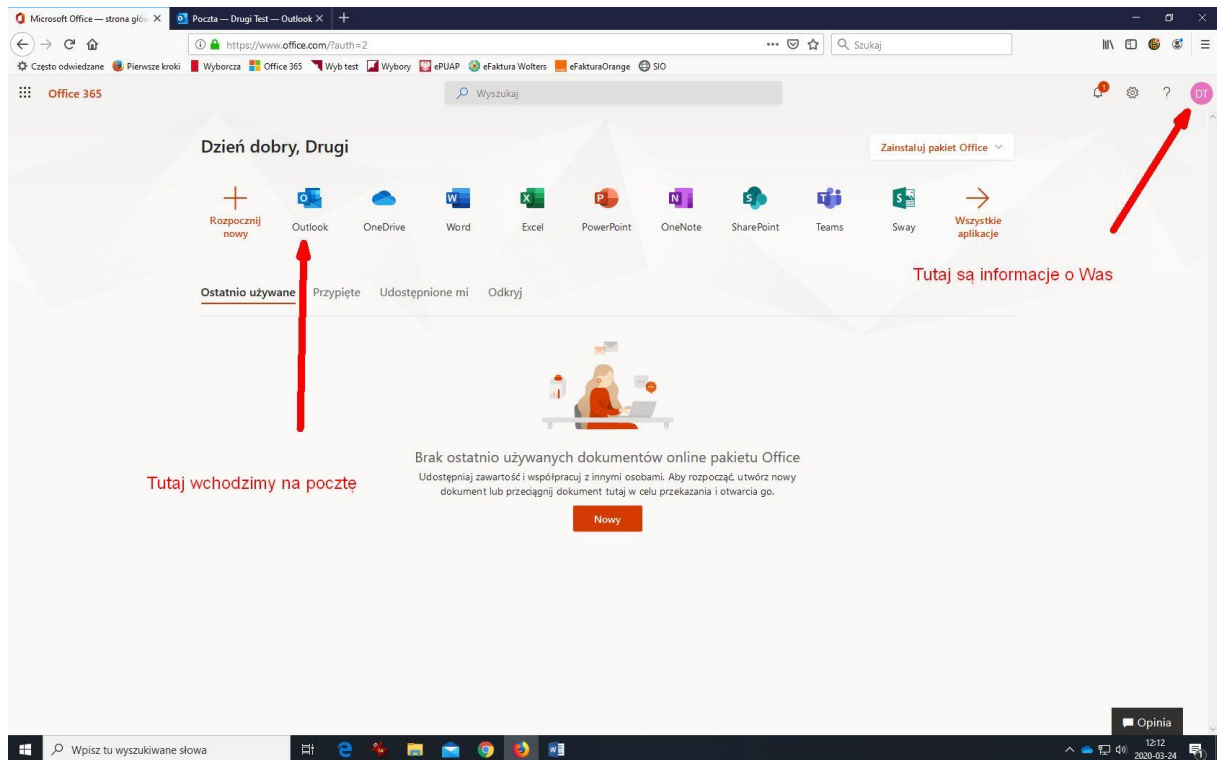 Microsoft Office — strona głów
Poczta — Drugi Test — Outlook
https://www.office.com/?auth=2
Szukaj
Często odwiedzane Pierwsze kroki Wyborcza Office 365 Wyb test Wybory ePUAP eFaktura Wolters eFakturaOrange SIO
Office 365
Wyszukaj
1
DT
Dzień dobry, Drugi
Zainstaluj pakiet Office
Rozpocznij nowy
Outlook
OneDrive
Word
Excel
PowerPoint
OneNote
SharePoint
Teams
Sway
Wszystkie aplikacje
Tutaj są informacje o Was
Ostatnio używane Przypięte Udostępnione mi Odkryj
Brak ostatnio używanych dokumentów online pakietu Office
Udostępniaj zawartość i współpracuj z innymi osobami. Aby rozpocząć, utwórz nowy
dokument lub przeciągnij dokument tutaj w celu przekazania i otwarcia go.
Tutaj wchodzimy na pocztę
Nowy
Opinia
Wpisz tu wyszukiwane słowa
12:12
2020-03-24